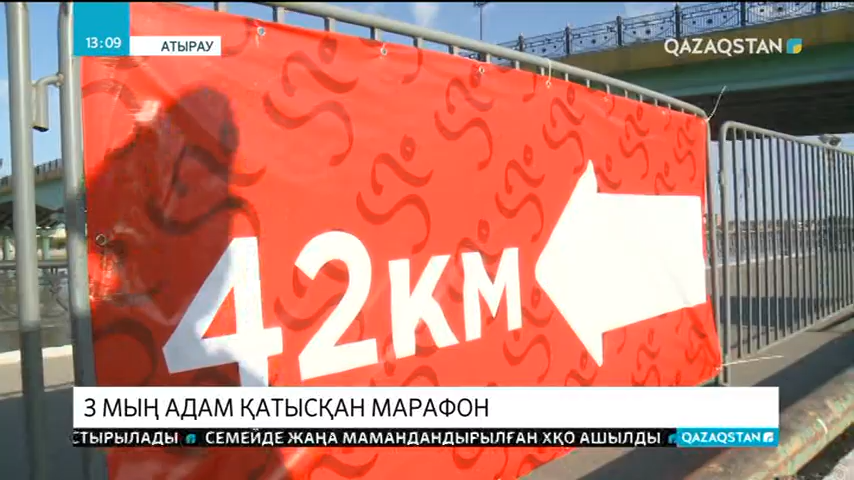 13:09
АТЫРАУ
QAZAQSTAN
42КМ
3 МЫҢ АДАМ ҚАТЫСҚАН МАРАФОН
СТЫРЫЛАДЫ СЕМЕЙДЕ ЖАҢА МАМАНДАНДЫРЫЛҒАН ХҚО АШЫЛДЫ QAZAQSTAN